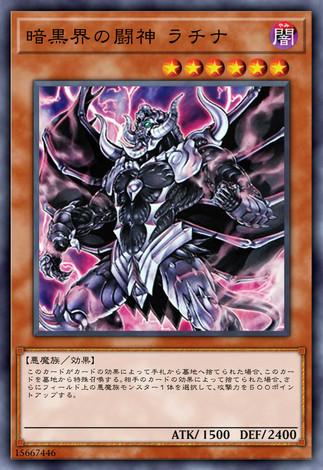 暗黒界の闘神 ラチナ
やみ
闇
【悪魔族／効果】
このカードがカードの効果によって手札から墓地へ捨てられた場合、このカー
ドを墓地から特殊召喚する。相手のカードの効果によって捨てられた場合、さ
らにフィールド上の悪魔族モンスター１体を選択して、攻撃力を５００ポイン
トアップする。
ATK/ 1500 DEF/2400
15667446